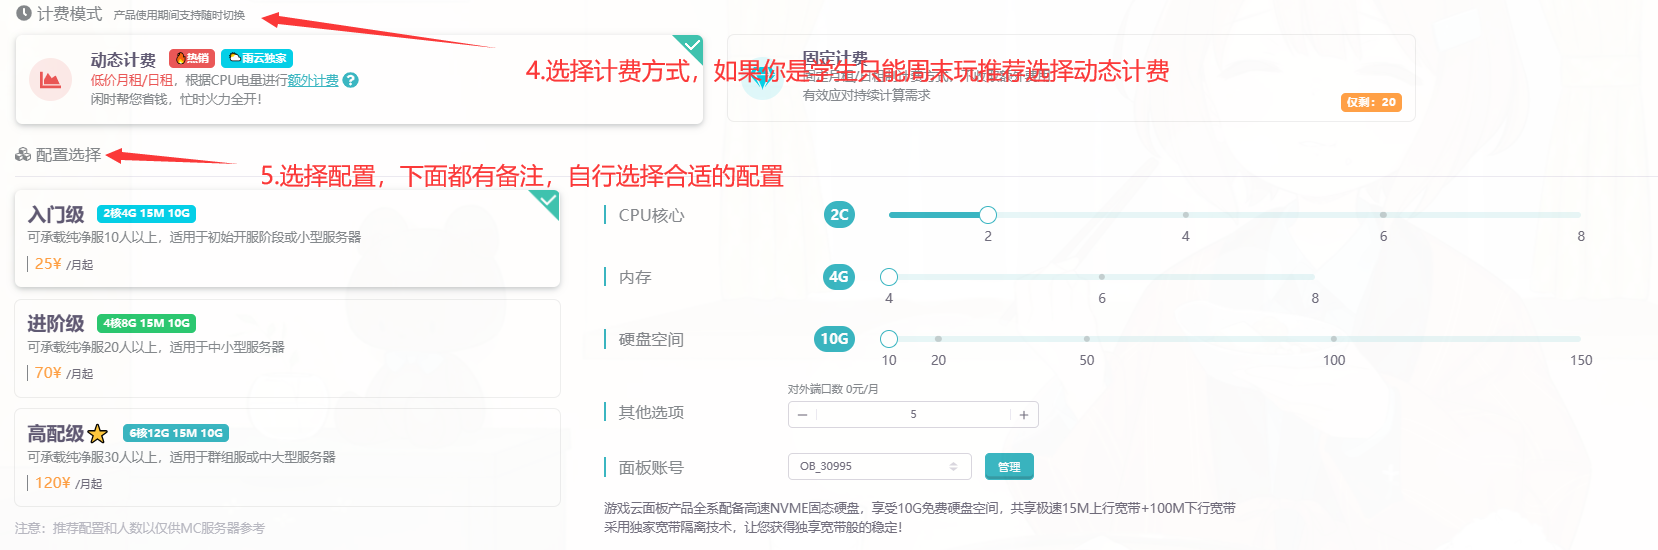 计费模式 产品使用期间支持随时切换
动态计费 热销 雨云独家
低价月租/日租，根据CPU电量进行额外计费 ?
闲时帮您省钱，忙时火力全开！
固定计费
4.选择计费方式，如果你是学生只能周末玩推荐选择动态计费
有效应对持续计算需求
仅剩：20
配置选择
5.选择配置，下面都有备注，自行选择合适的配置
入门级 2核4G 15M 10G
可承载纯净服10人以上，适用于初始开服阶段或小型服务器
25¥ /月起
进阶级 4核8G 15M 10G
可承载纯净服20人以上，适用于中小型服务器
70¥ /月起
高配级 6核12G 15M 10G
可承载纯净服30人以上，适用于群组服或中大型服务器
120¥ /月起
注意：推荐配置和人数以仅供MC服务器参考
CPU核心 2C
2 4 6 8
内存 4G
4 6 8
硬盘空间 10G
10 20 50 100 150
对外端口数 0元/月
其他选项 − 5 +
面板账号 OB_30995 管理
游戏云面板产品全系配备高速NVME固态硬盘，享受10G免费硬盘空间，共享极速15M上行宽带+100M下行宽带
采用独家宽带隔离技术，让您获得独享宽带般的稳定！